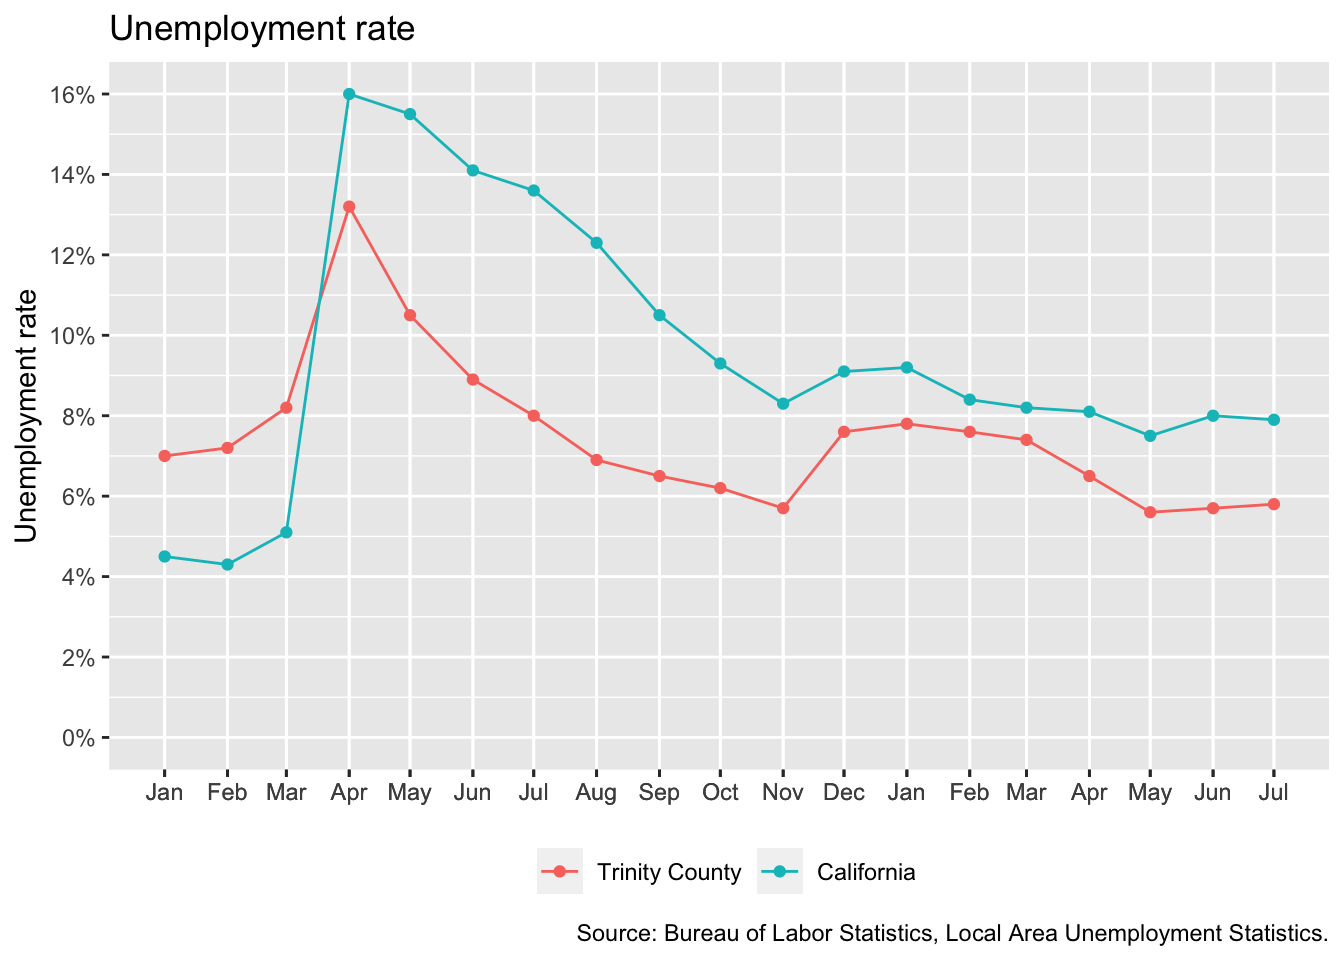 Unemployment rate
Unemployment rate
16%
14%
12%
10%
8%
6%
4%
2%
0%
Jan Feb Mar Apr May Jun Jul Aug Sep Oct Nov Dec Jan Feb Mar Apr May Jun Jul
Trinity County California
Source: Bureau of Labor Statistics, Local Area Unemployment Statistics.